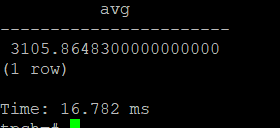 avg
-----------------------
3105.8648300000000000
(1 row)
Time: 16.782 ms